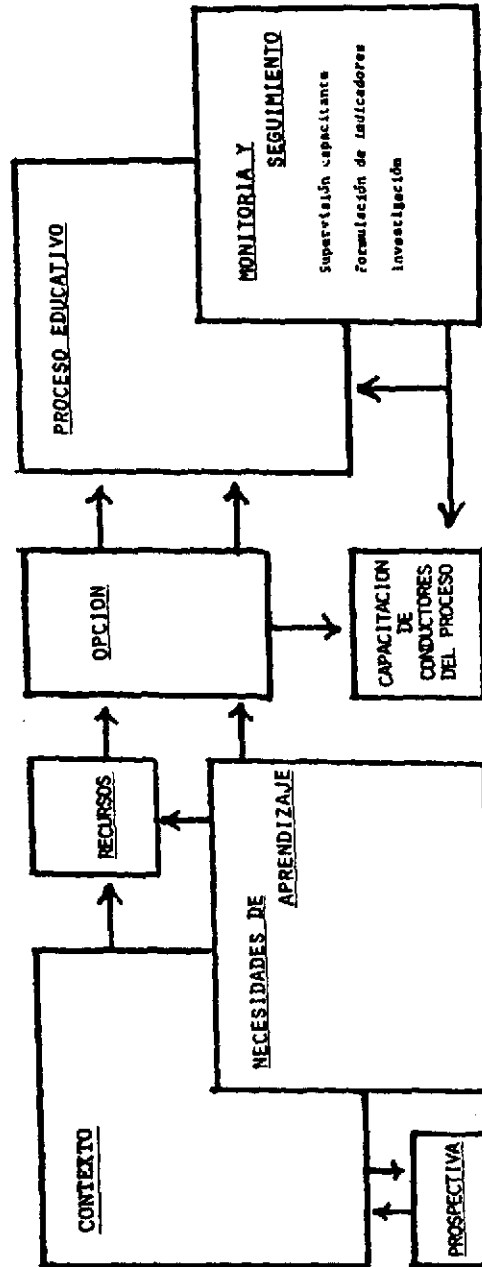 CONTEXTO
PROSPECTIVA
NECESIDADES DE
APRENDIZAJE
RECURSOS
OPCION
CAPACITACION
DE
CONDUCTORES
DEL PROCESO
PROCESO EDUCATIVO
MONITORIA Y
SEGUIMIENTO
Supervisión capacitante
Formulación de indicadores
Investigación